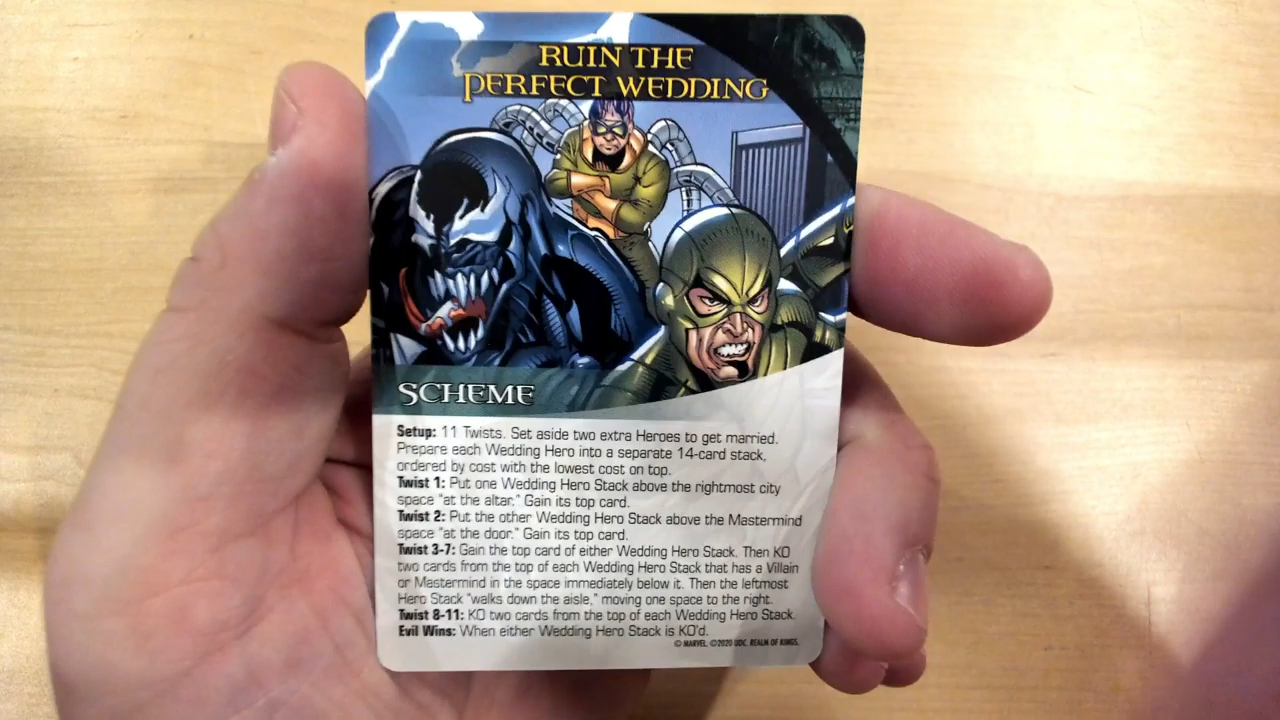 RUIN THE
PERFECT WEDDING
SCHEME
Setup: 11 Twists. Set aside two extra Heroes to get married.
Prepare each Wedding Hero into a separate 14-card stack,
ordered by cost with the lowest cost on top.
Twist 1: Put one Wedding Hero Stack above the rightmost city
space "at the altar." Gain its top card.
Twist 2: Put the other Wedding Hero Stack above the Mastermind
space "at the door." Gain its top card.
Twist 3-7: Gain the top card of either Wedding Hero Stack. Then KO
two cards from the top of each Wedding Hero Stack that has a Villain
or Mastermind in the space immediately below it. Then the leftmost
Hero Stack "walks down the aisle," moving one space to the right.
Twist 8-11: KO two cards from the top of each Wedding Hero Stack.
Evil Wins: When either Wedding Hero Stack is KO'd.
© MARVEL. ©2020 UDC. REALM OF KINGS.